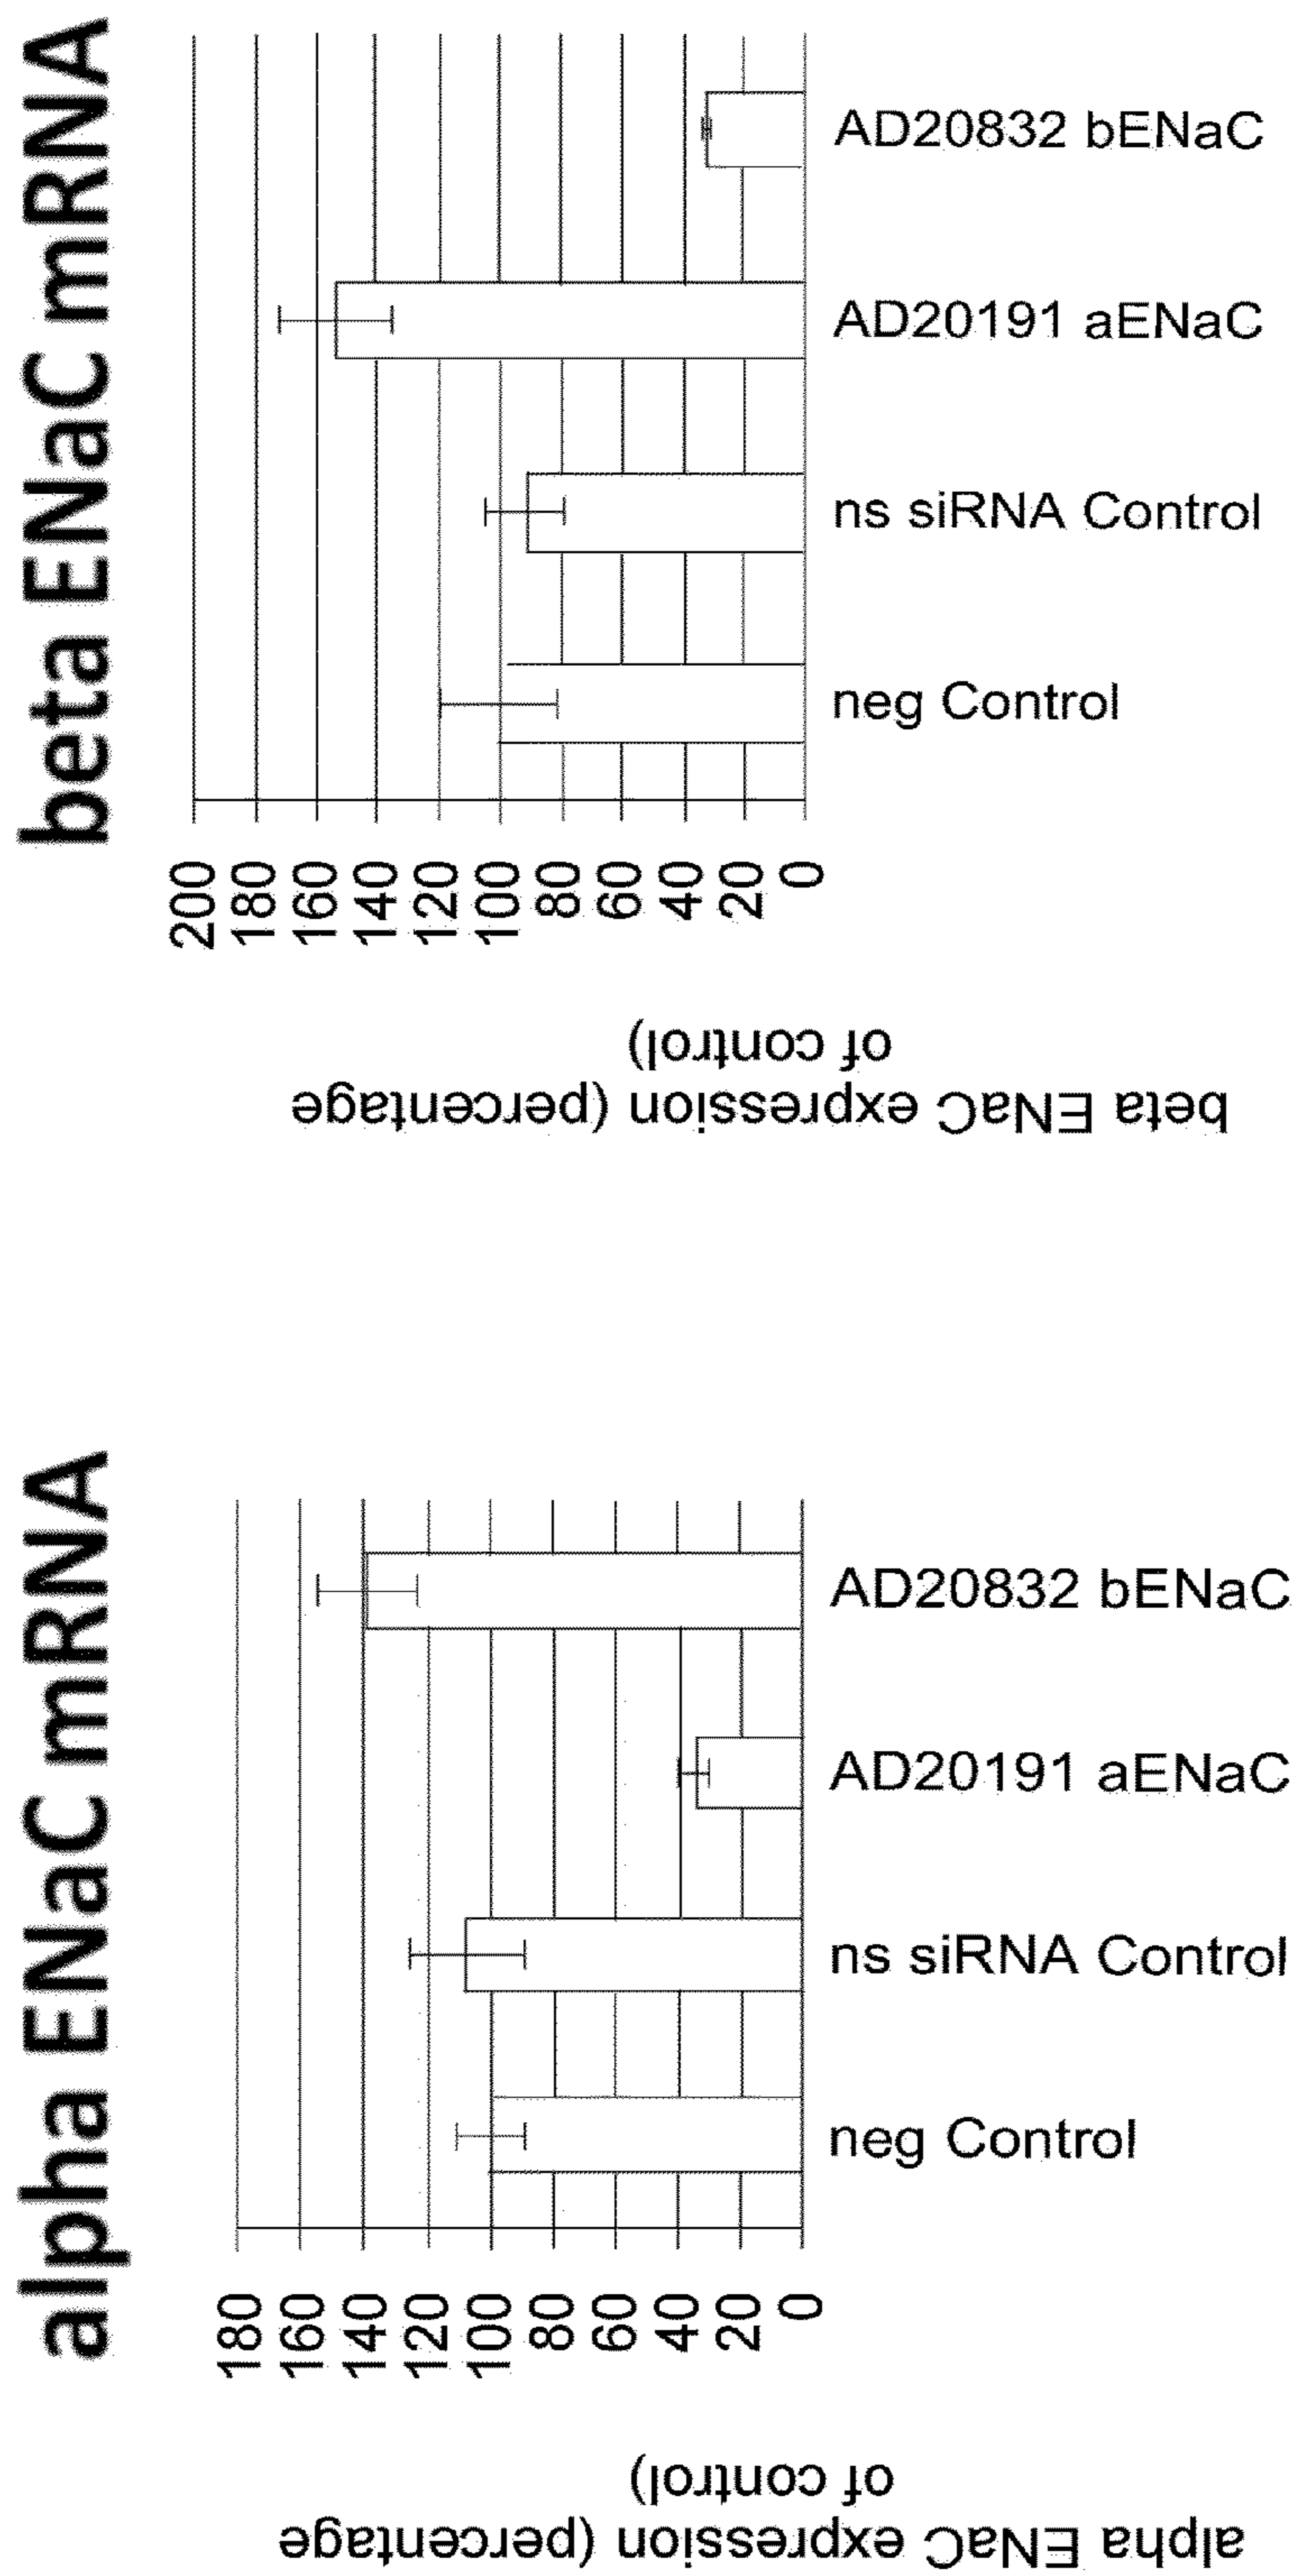 alpha ENaC mRNA
alpha ENaC expression (percentage
of control)
180
160
140
120
100
80
60
40
20
0
neg Control
ns siRNA Control
AD20191 aENaC
AD20832 bENaC
beta ENaC mRNA
beta ENaC expression (percentage
of control)
200
180
160
140
120
100
80
60
40
20
0
neg Control
ns siRNA Control
AD20191 aENaC
AD20832 bENaC